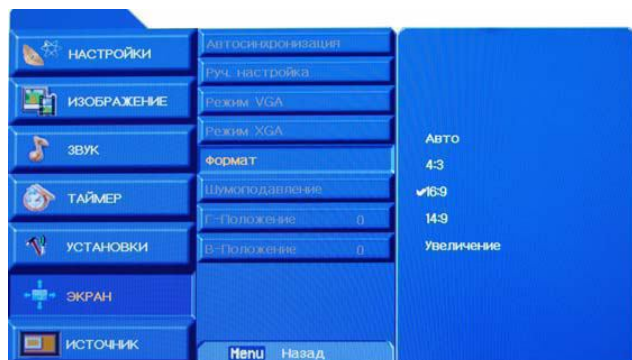 НАСТРОЙКИ
ИЗОБРАЖЕНИЕ
ЗВУК
ТАЙМЕР
УСТАНОВКИ
ЭКРАН
ИСТОЧНИК
Автосинхронизация
Руч. настройка
Режим VGA
Режим XGA
Формат
Шумоподавление
Г-Положение 0
В-Положение 0
Menu Назад
Авто
4:3
✔16:9
14:9
Увеличение